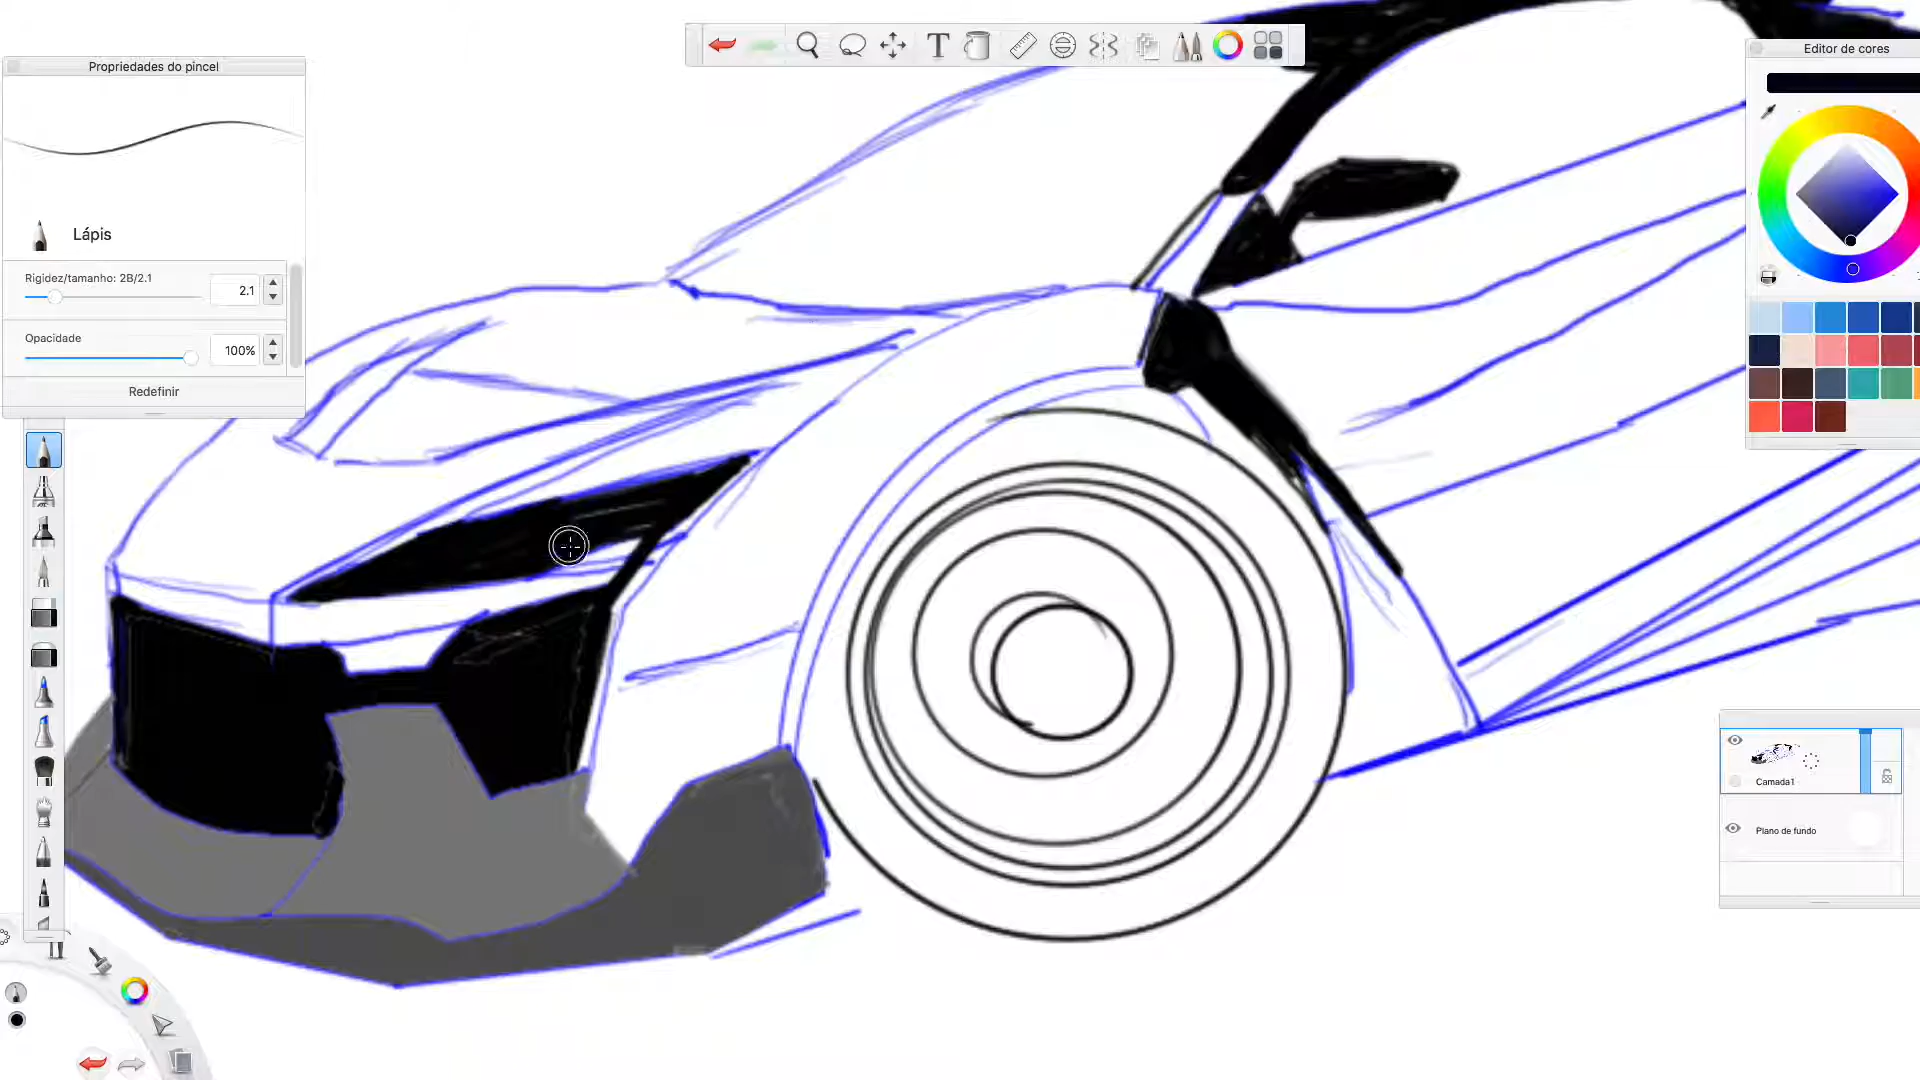 Propriedades do pincel
Lápis
Rigidez/tamanho: 2B/2.1
2.1
Opacidade
100%
Redefinir
T
Editor de cores
Camada1
Plano de fundo